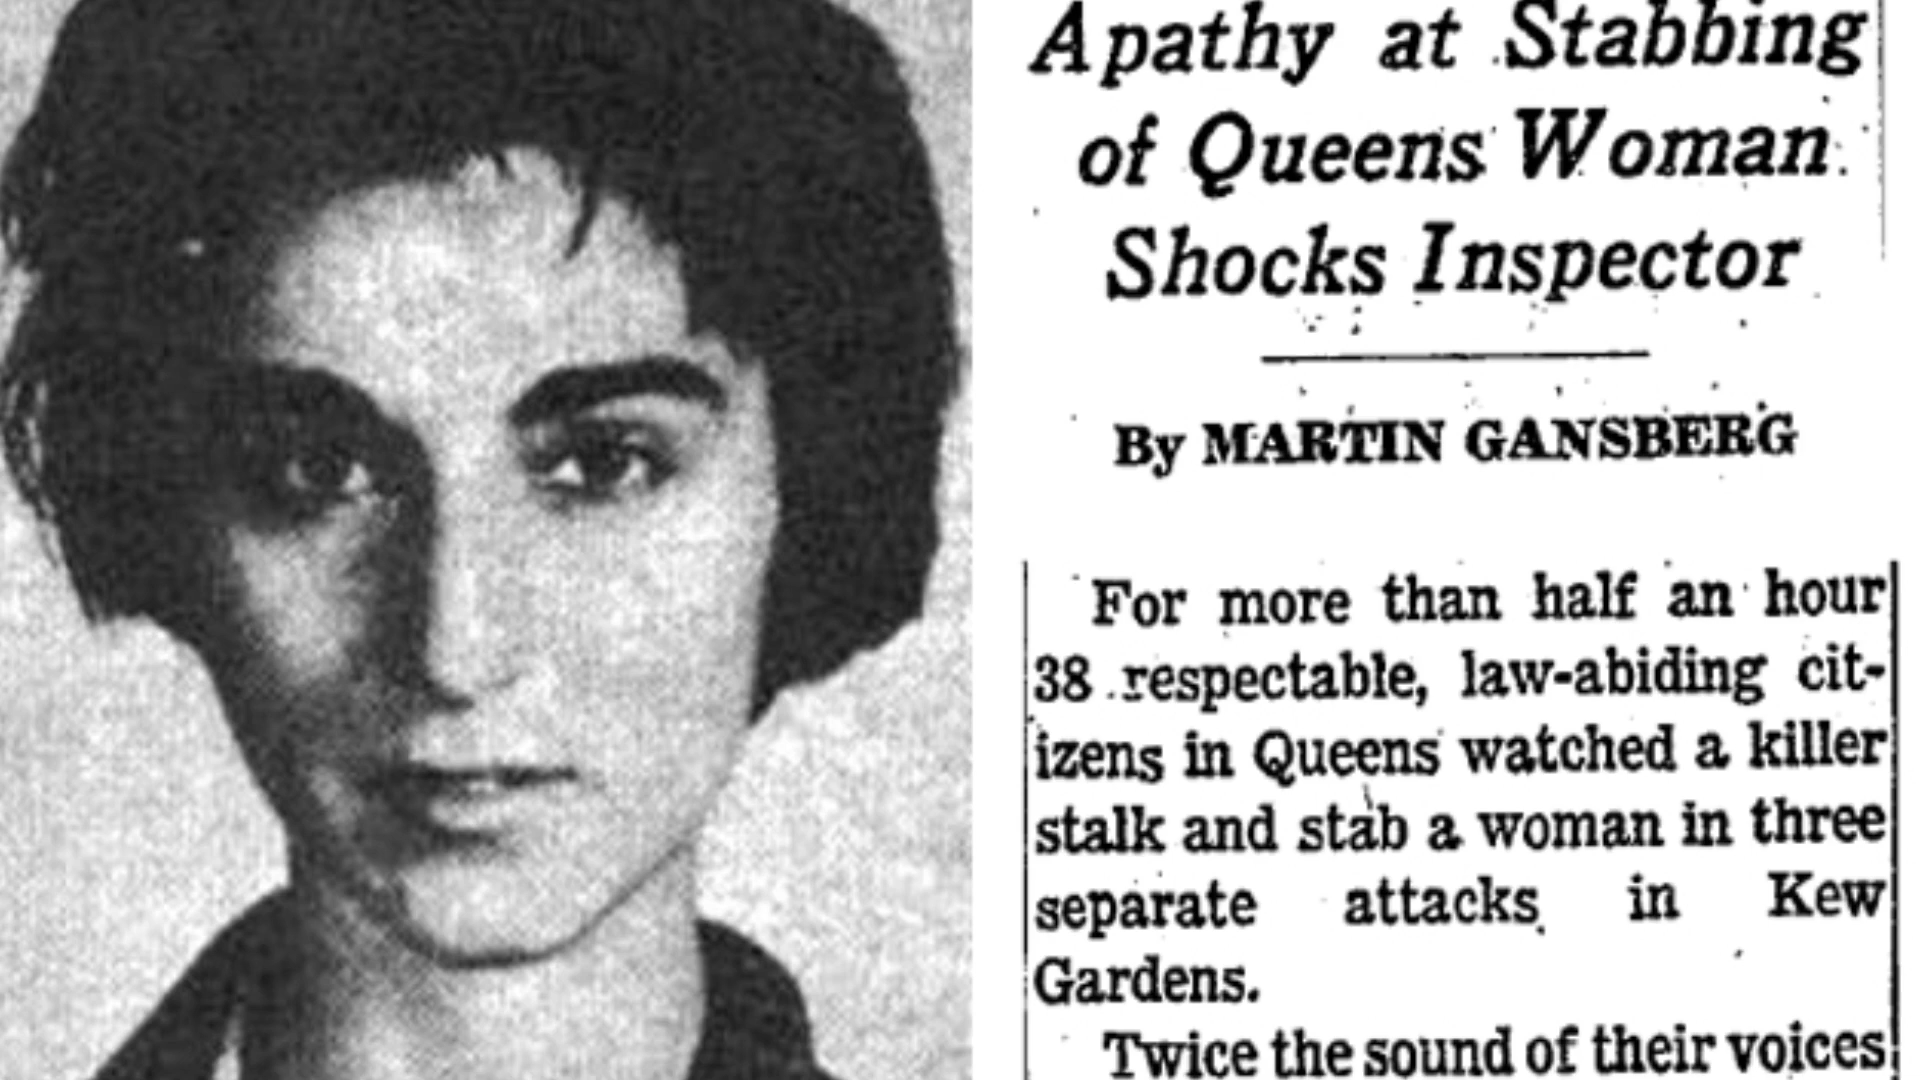 Apathy at Stabbing
of Queens Woman
Shocks Inspector
By MARTIN GANSBERG
For more than half an hour
38 respectable, law-abiding cit-
izens in Queens watched a killer
stalk and stab a woman in three
separate attacks in Kew
Gardens.
Twice the sound of their voices